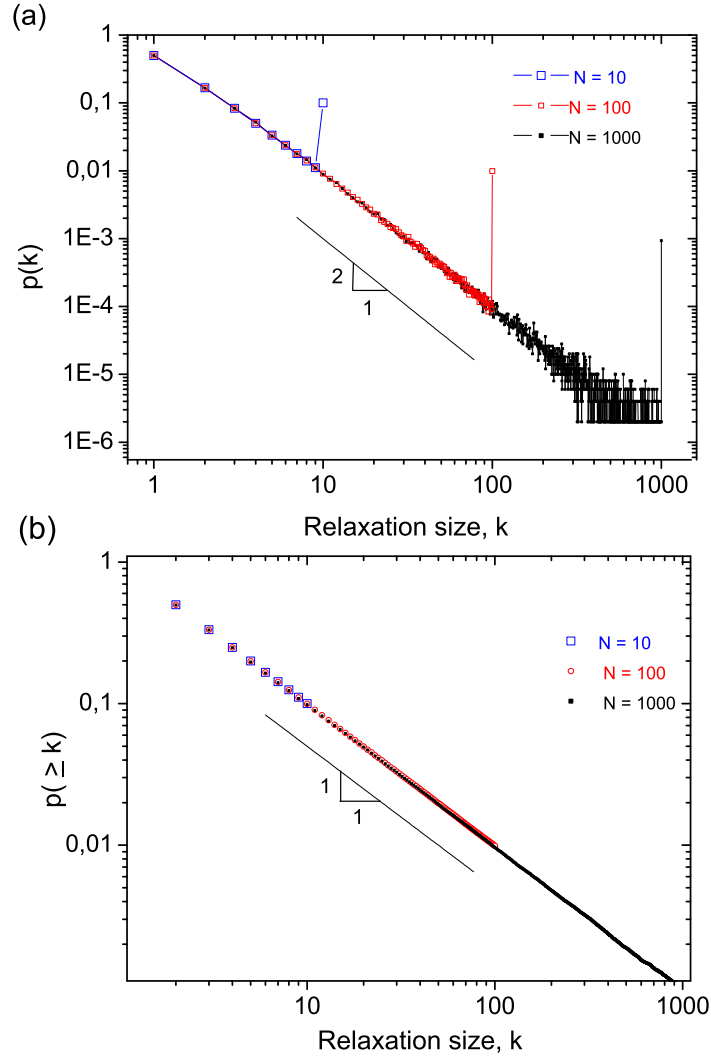 (a)
1
0,1
0,01
1E-3
1E-4
1E-5
1E-6
p(k)
N = 10
N = 100
N = 1000
2
1
1
10
100
1000
Relaxation size, k
(b)
1
0,1
0,01
p( ≥ k)
N = 10
N = 100
N = 1000
1
1
10
100
1000
Relaxation size, k